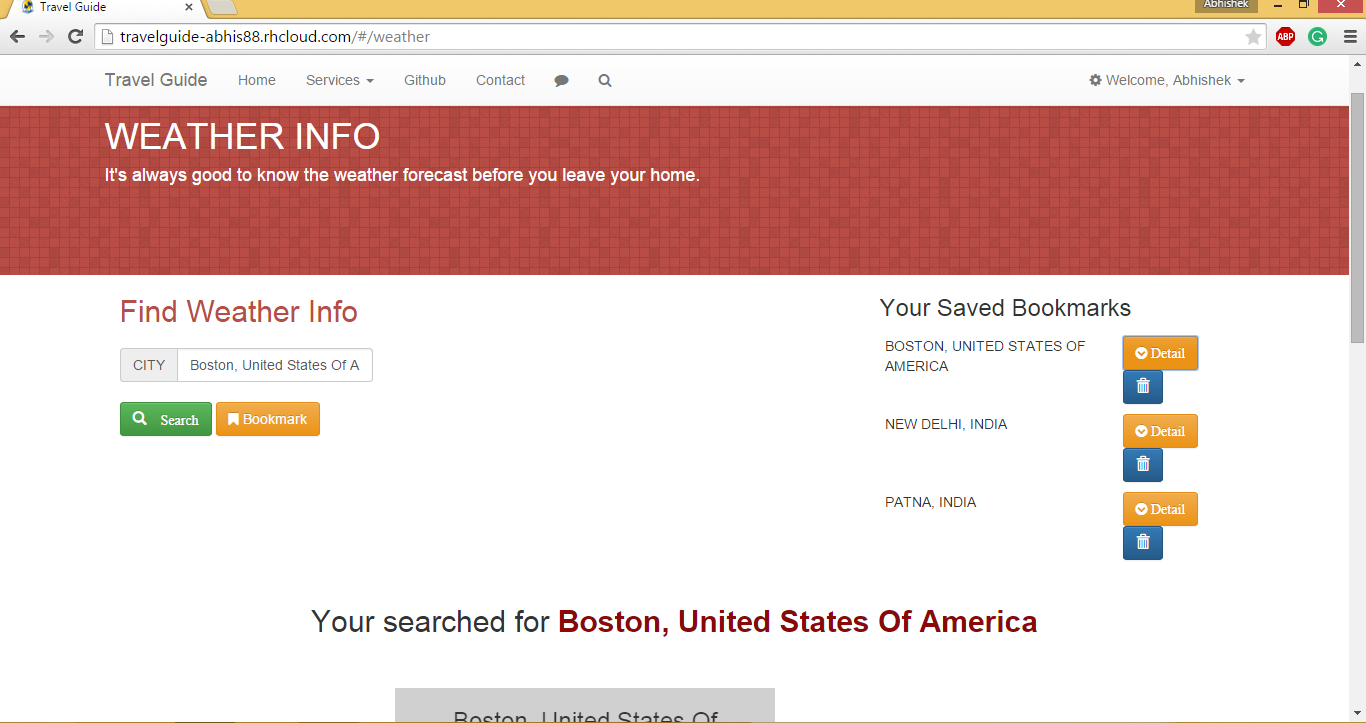 Travel Guide
Abhishek
travelguide-abhis88.rhcloud.com/#/weather
ABP
G
Travel Guide Home Services Github Contact Welcome, Abhishek
WEATHER INFO
It's always good to know the weather forecast before you leave your home.
Find Weather Info
CITY Boston, United States Of A
Search Bookmark
Your Saved Bookmarks
BOSTON, UNITED STATES OF
AMERICA
Detail
NEW DELHI, INDIA
Detail
PATNA, INDIA
Detail
Your searched for Boston, United States Of America
Boston, United States Of